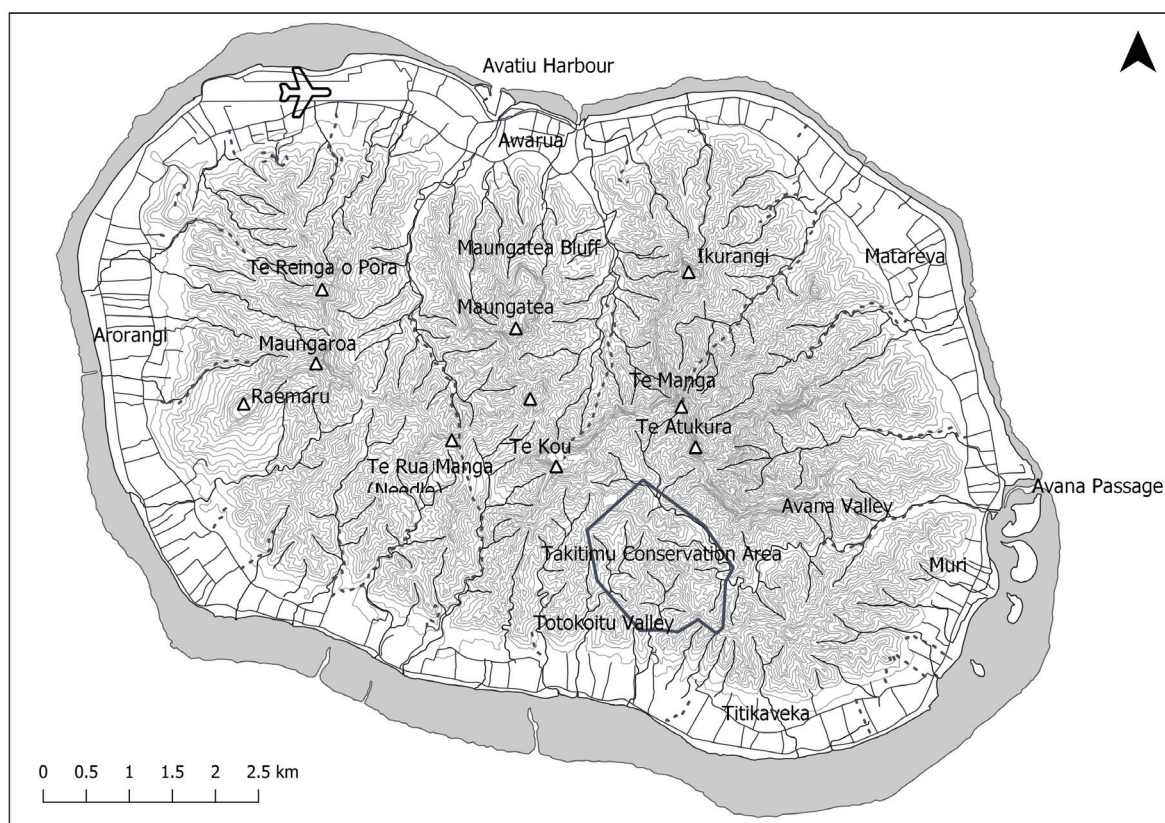 Avatiu Harbour
Awarua
Maungatea Bluff
Ikurangi
Matareva
Te Reinga o Pora
Maungatea
Arorangi
Maungaroa
Te Manga
Raemaru
Te Atukura
Te Rua Manga
(Needle)
Te Kou
Avana Passage
Avana Valley
Takitimu Conservation Area
Muri
Totokoitu Valley
Titikaveka
0 0.5 1 1.5 2 2.5 km